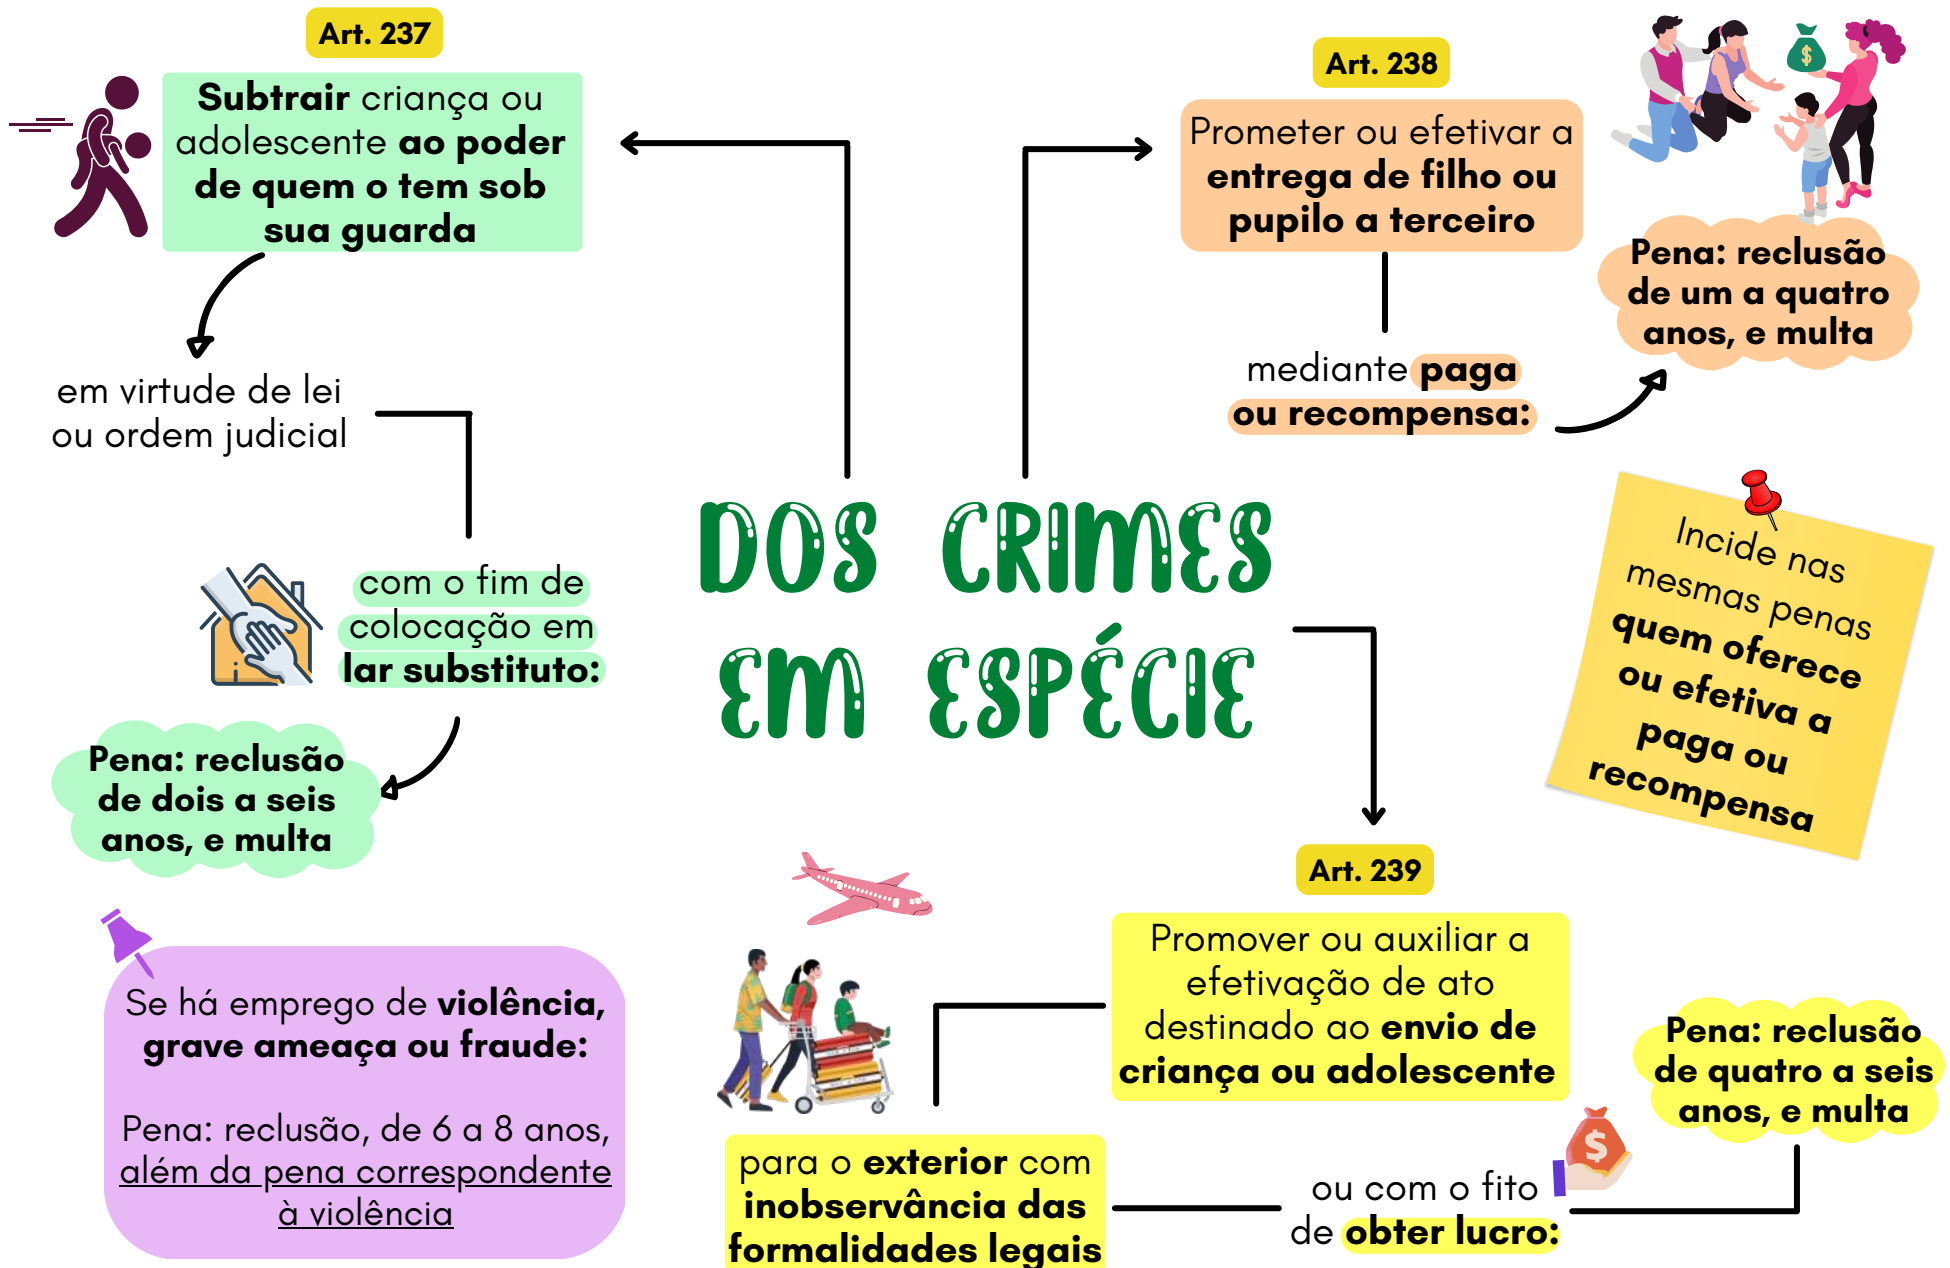 Art. 237
Subtrair criança ou
adolescente ao poder
de quem o tem sob
sua guarda
em virtude de lei
ou ordem judicial
com o fim de
colocação em
lar substituto:
Pena: reclusão
de dois a seis
anos, e multa
Art. 238
Prometer ou efetivar a
entrega de filho ou
pupilo a terceiro
mediante paga
ou recompensa:
Pena: reclusão
de um a quatro
anos, e multa
Incide nas
mesmas penas
quem oferece
ou efetiva a
paga ou
recompensa
DOS CRIMES
EM ESPÉCIE
Art. 239
Promover ou auxiliar a
efetivação de ato
destinado ao envio de
criança ou adolescente
para o exterior com
inobservância das
formalidades legais
ou com o fito
de obter lucro:
Pena: reclusão
de quatro a seis
anos, e multa
Se há emprego de violência,
grave ameaça ou fraude:
Pena: reclusão, de 6 a 8 anos,
além da pena correspondente
à violência